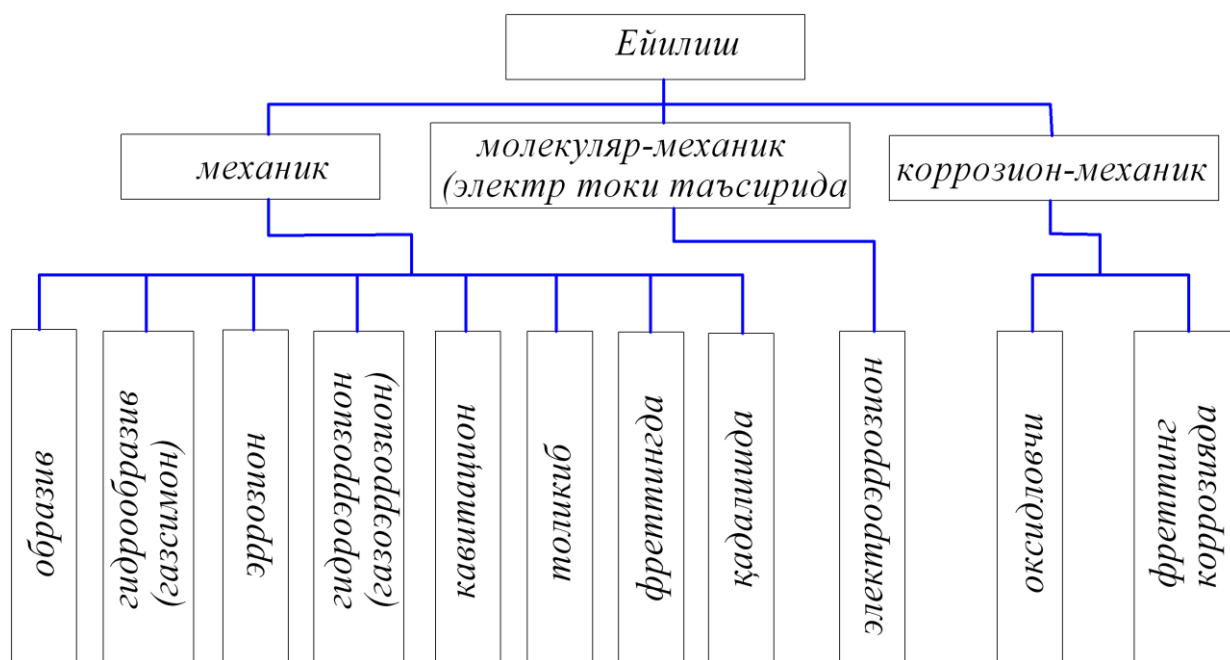 Ейилиш
механик
молекуляр-механик
(электр токи таъсирида
коррозион-механик
образив
гидрообразив
(газсимон)
эррозион
гидроэррозион
(газоэррозион)
кавитацион
толикиб
фреттингда
қадалишда
электроэррозион
оксидловчи
фреттинг
коррозияда